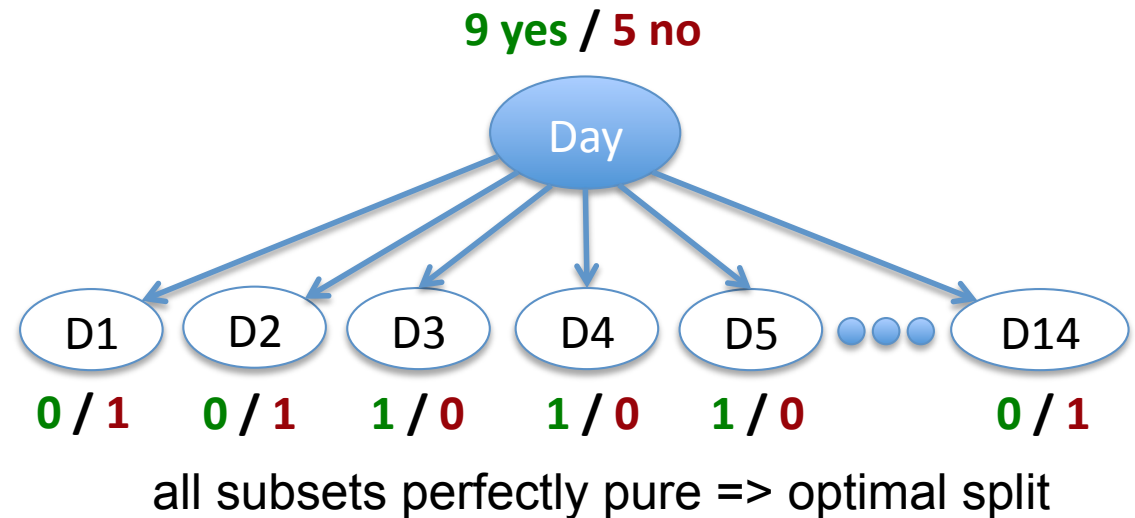 9 yes / 5 no
Day
D1 D2 D3 D4 D5 D14
0 / 1 0 / 1 1 / 0 1 / 0 1 / 0 0 / 1
all subsets perfectly pure => optimal split